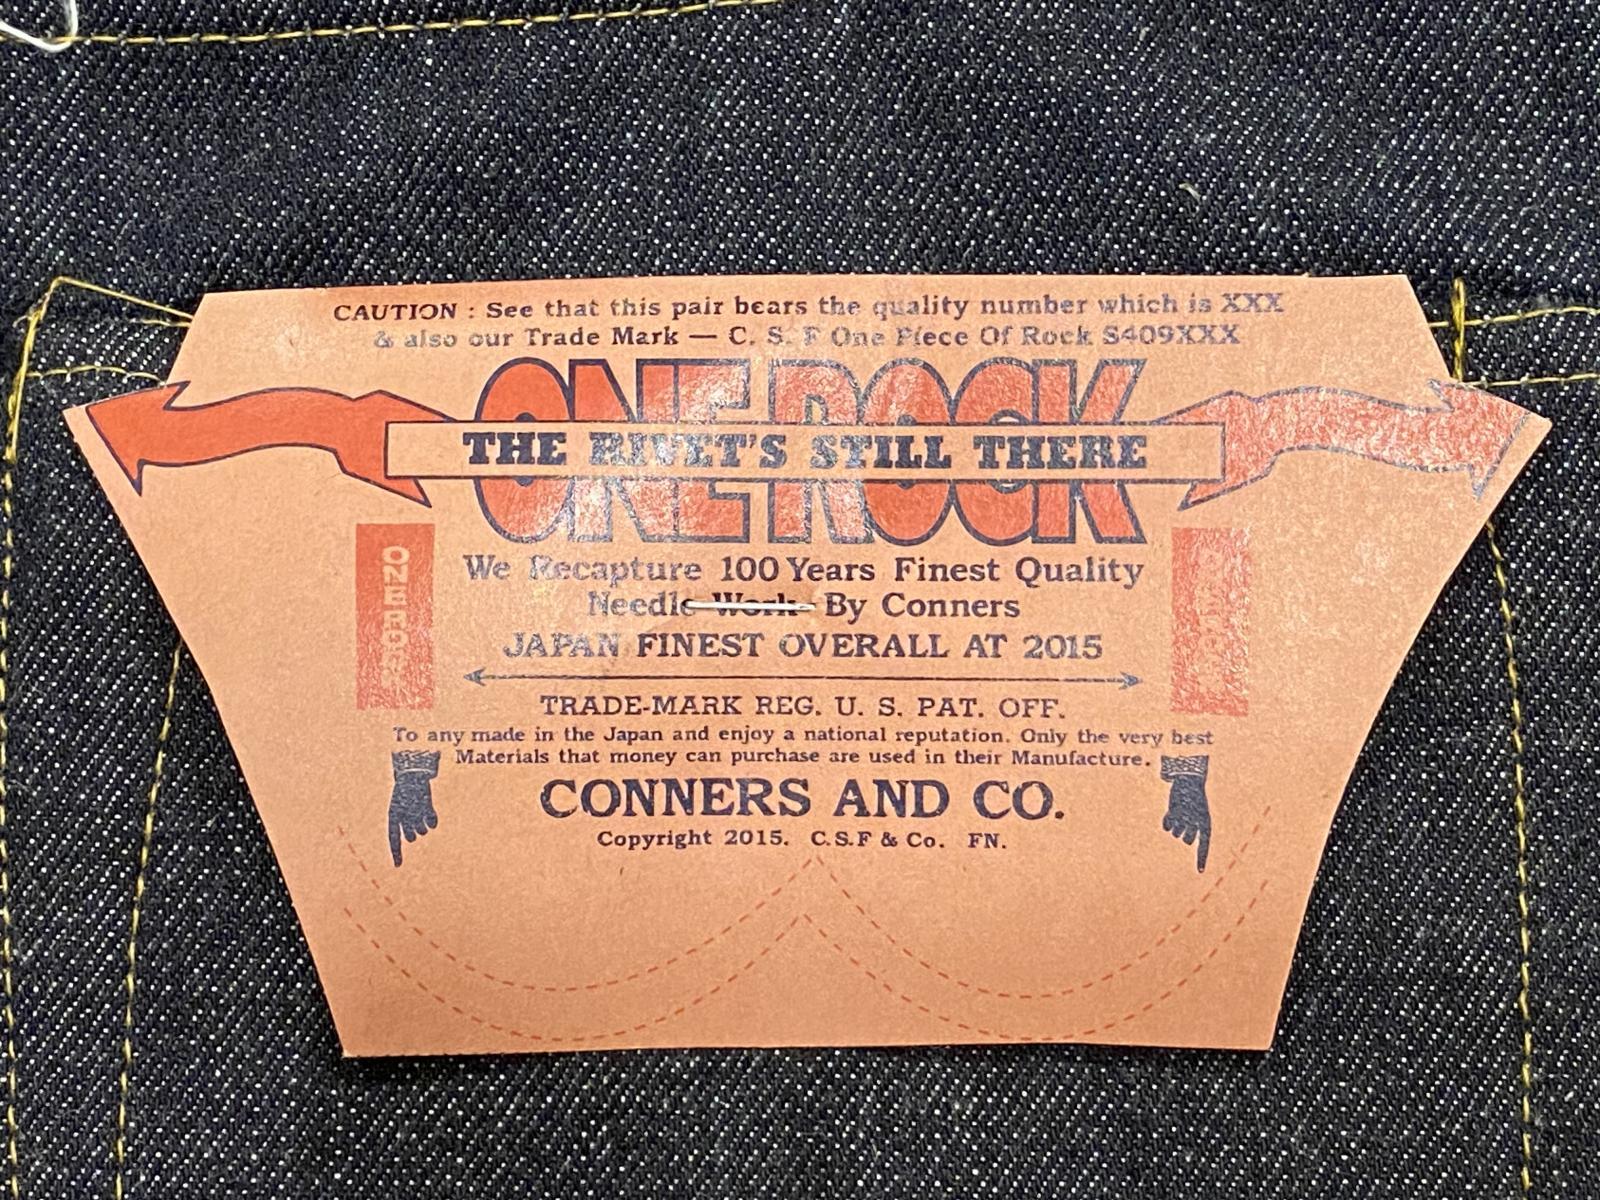 CAUTION : See that this pair bears the quality number which is XXX
& also our Trade Mark — C. S. F One Piece Of Rock S409XXX
ONE ROCK
THE RIVET'S STILL THERE
ONE ROCK
We Recapture 100 Years Finest Quality
Needle Work By Conners
JAPAN FINEST OVERALL AT 2015
TRADE-MARK REG. U. S. PAT. OFF.
To any made in the Japan and enjoy a national reputation. Only the very best
Materials that money can purchase are used in their Manufacture.
CONNERS AND CO.
Copyright 2015. C.S.F & Co. FN.